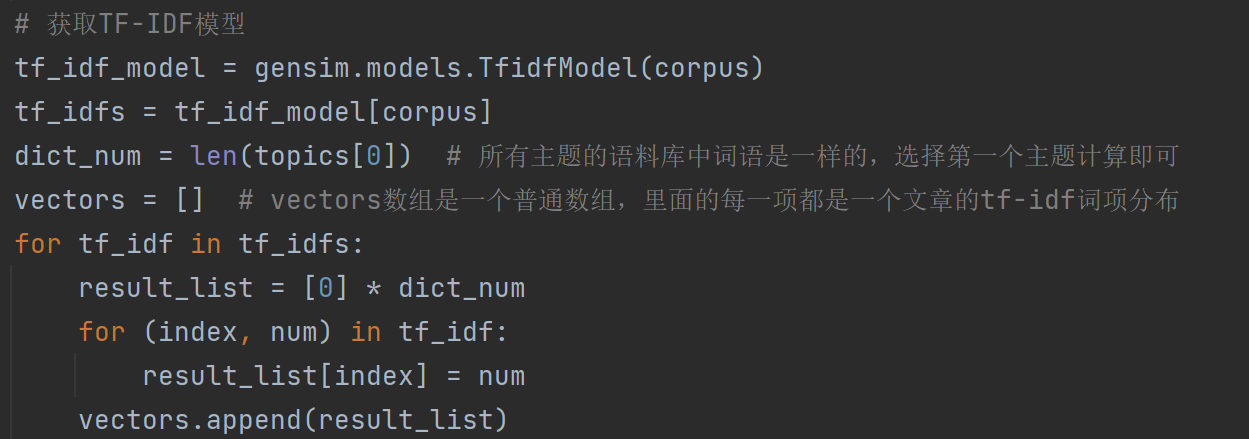 # 获取TF-IDF模型
tf_idf_model = gensim.models.TfidfModel(corpus)
tf_idfs = tf_idf_model[corpus]
dict_num = len(topics[0])  # 所有主题的语料库中词语是一样的，选择第一个主题计算即可
vectors = []  # vectors数组是一个普通数组，里面的每一项都是一个文章的tf-idf词项分布
for tf_idf in tf_idfs:
    result_list = [0] * dict_num
    for (index, num) in tf_idf:
        result_list[index] = num
    vectors.append(result_list)